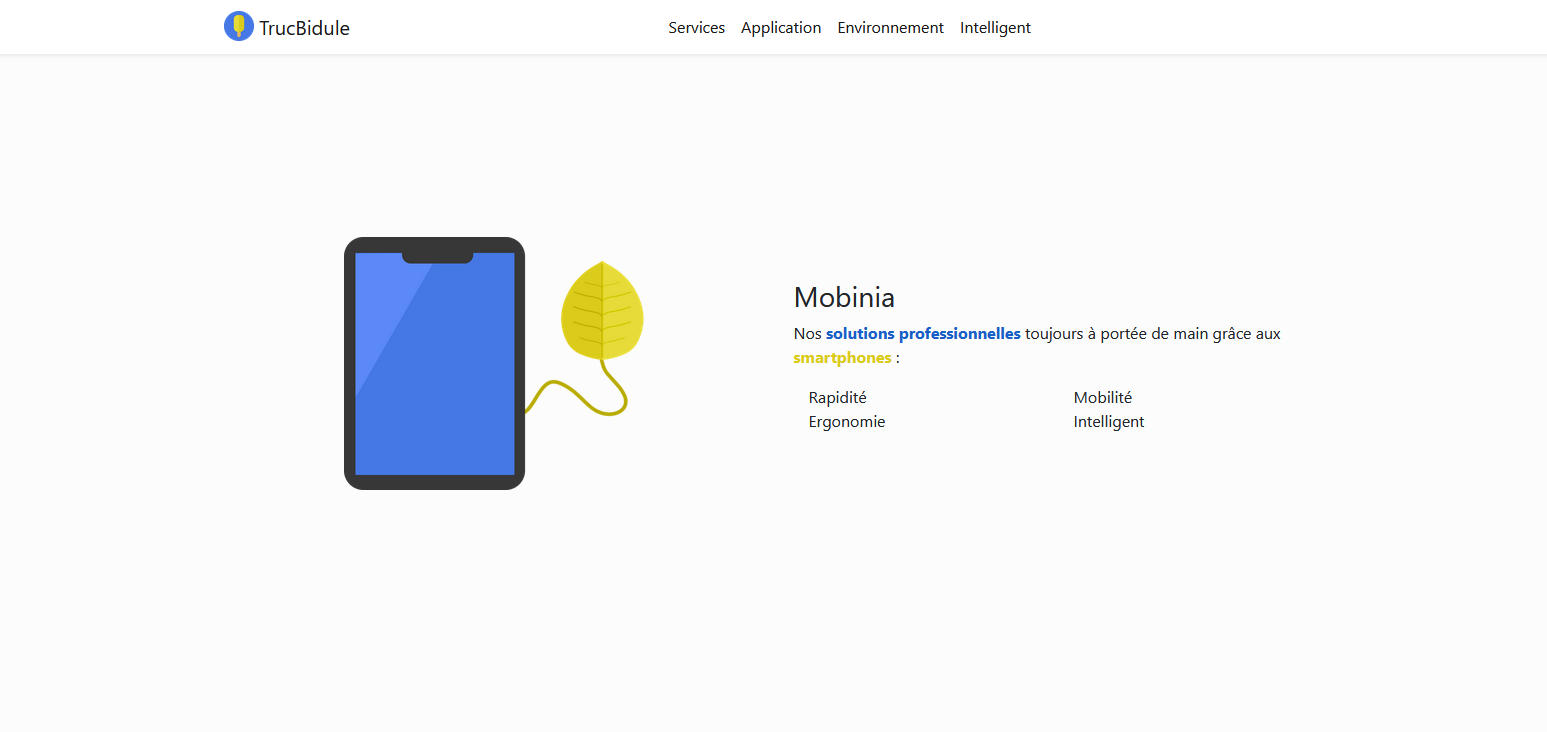 TrucBidule
Services Application Environnement Intelligent
Mobinia
Nos solutions professionnelles toujours à portée de main grâce aux
smartphones :
Rapidité Mobilité
Ergonomie Intelligent